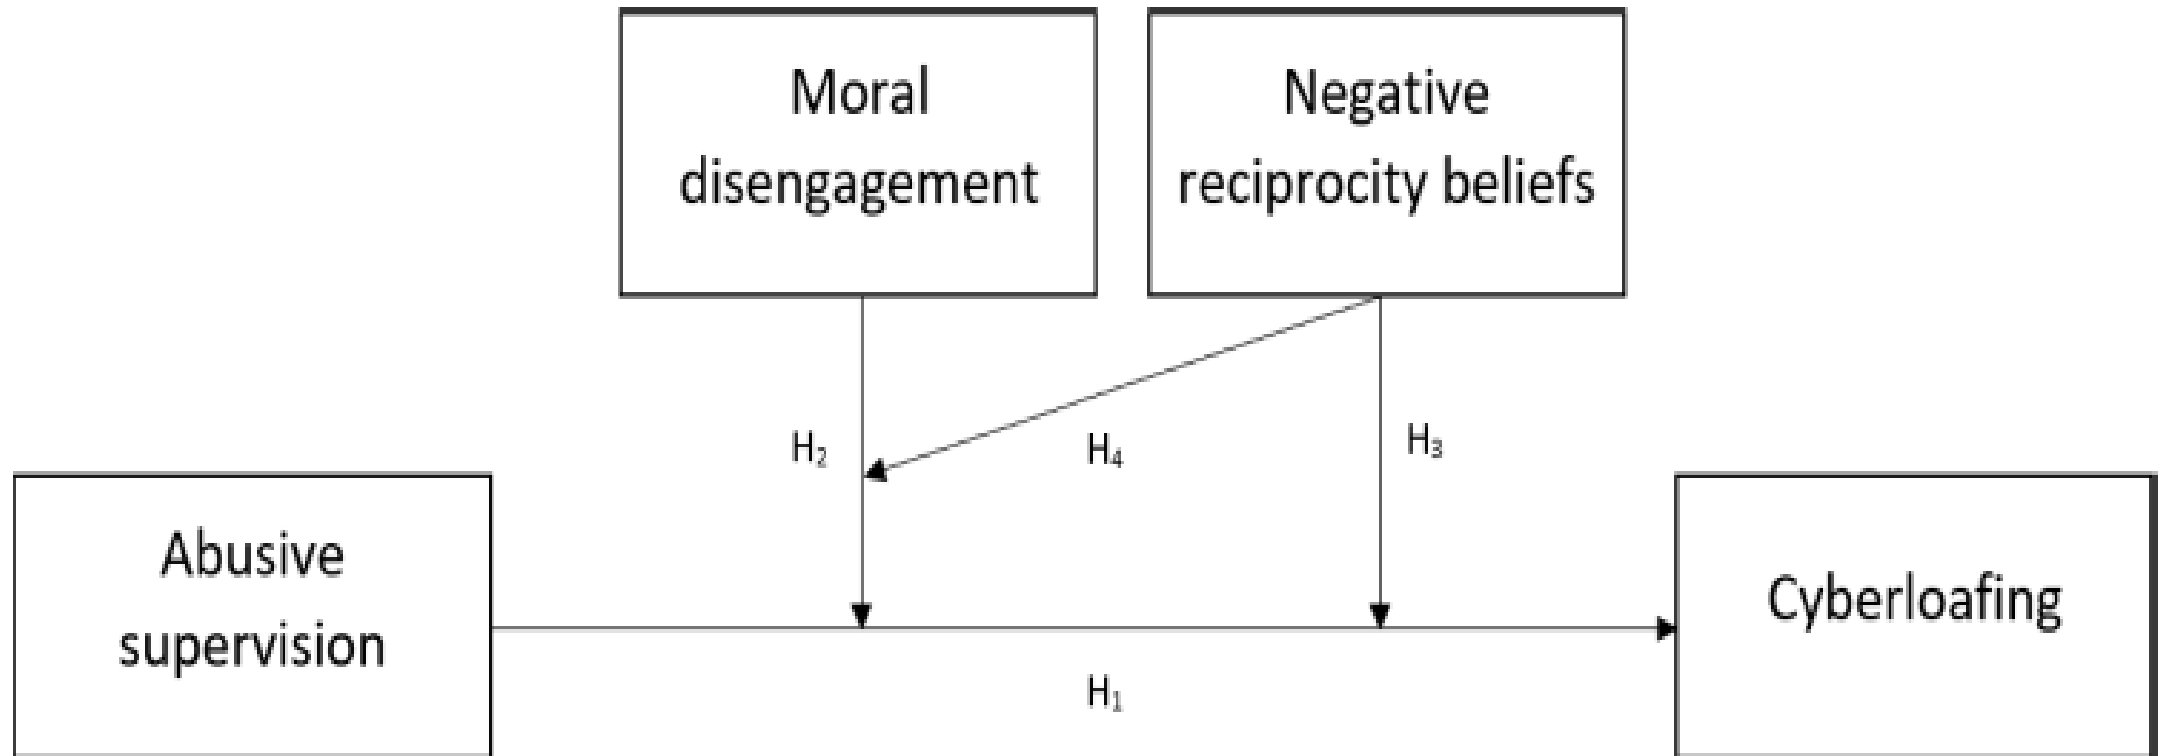 Moral
disengagement
Negative
reciprocity beliefs
H₂
H₄
H₃
Abusive
supervision
Cyberloafing
H₁